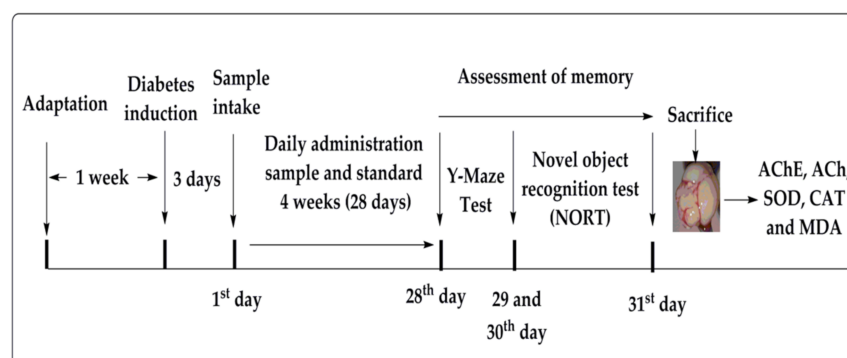 Assessment of memory
Diabetes
induction
Sample
intake
Adaptation
Sacrifice
Daily administration
sample and standard
4 weeks (28 days)
1 week
3 days
Y-Maze
Test
Novel object
recognition test
(NORT)
AChE, ACh,
SOD, CAT
and MDA
1st day
28th day
29 and
30th day
31st day